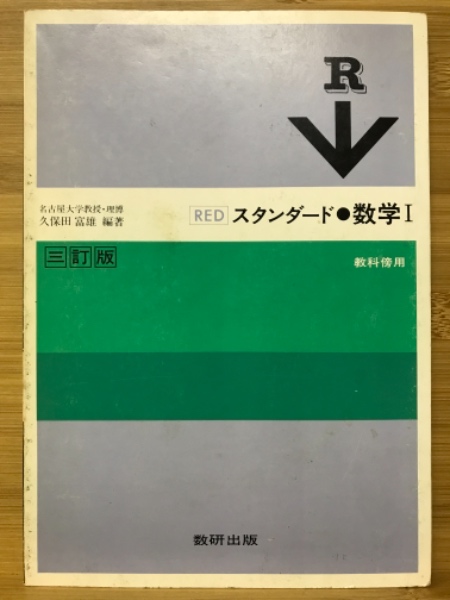 R
名古屋大学教授・理博
久保田 富雄 編著
RED スタンダード●数学I
三訂版
教科傍用
数研出版